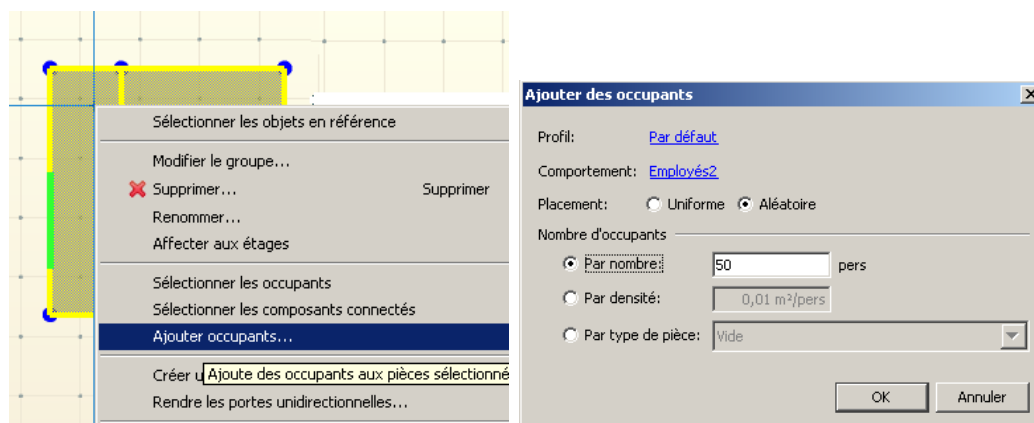 Sélectionner les objets en référence
Modifier le groupe...
Supprimer... Supprimer
Renommer...
Affecter aux étages
Sélectionner les occupants
Sélectionner les composants connectés
Ajouter occupants...
Créer u
Ajoute des occupants aux pièces sélectionné
Rendre les portes unidirectionnelles...
Ajouter des occupants
Profil: Par défaut
Comportement: Employés2
Placement: Uniforme Aléatoire
Nombre d'occupants
Par nombre: 50 pers
Par densité: 0,01 m²/pers
Par type de pièce: Vide
OK Annuler